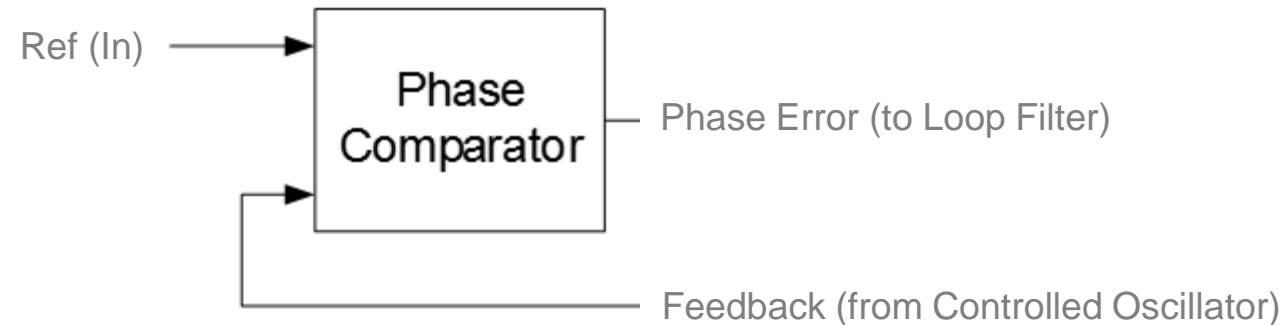 Ref (In)
Phase
Comparator
Phase Error (to Loop Filter)
Feedback (from Controlled Oscillator)